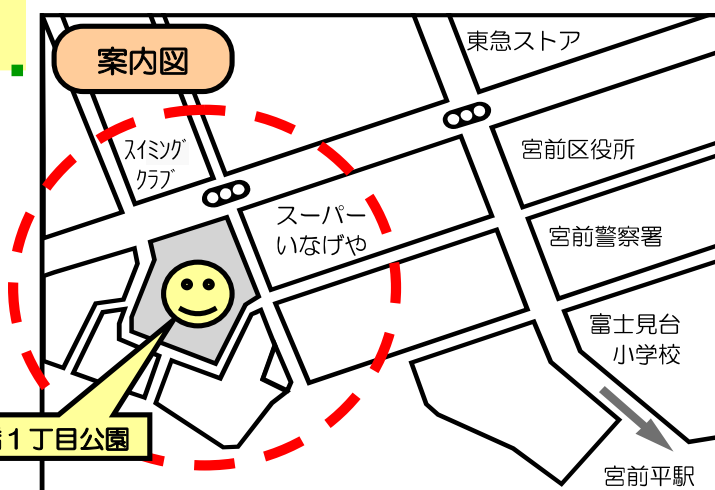 案内図
東急ストア
スイミング
クラブ
宮前区役所
スーパー
いなげや
宮前警察署
富士見台
小学校
1丁目公園
宮前平駅